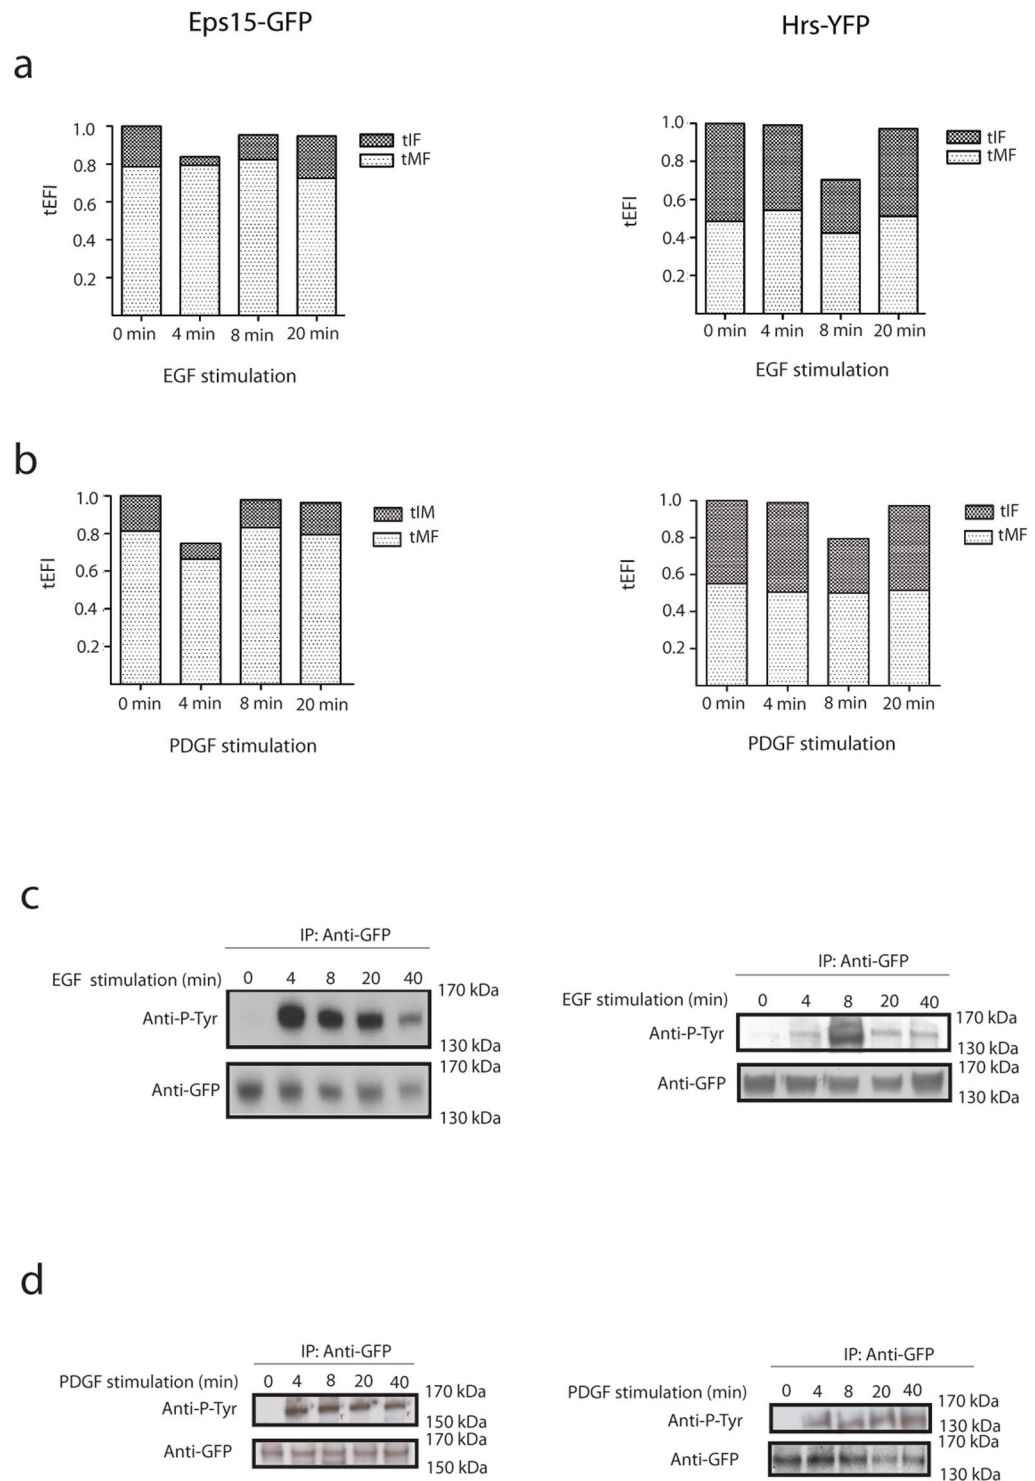 Eps15-GFP
Hrs-YFP
a
1.0
0.8
0.6
0.4
0.2
tEFI
tIF
tMF
0 min 4 min 8 min 20 min
EGF stimulation
1.0
0.8
0.6
0.4
0.2
tEFI
tIF
tMF
0 min 4 min 8 min 20 min
EGF stimulation
b
1.0
0.8
0.6
0.4
0.2
tEFI
tIM
tMF
0 min 4 min 8 min 20 min
PDGF stimulation
1.0
0.8
0.6
0.4
0.2
tEFI
tIF
tMF
0 min 4 min 8 min 20 min
PDGF stimulation
c
IP: Anti-GFP
EGF stimulation (min) 0 4 8 20 40
170 kDa
Anti-P-Tyr
130 kDa
170 kDa
Anti-GFP
130 kDa
IP: Anti-GFP
EGF stimulation (min) 0 4 8 20 40
170 kDa
Anti-P-Tyr
130 kDa
170 kDa
Anti-GFP
130 kDa
d
IP: Anti-GFP
PDGF stimulation (min) 0 4 8 20 40
170 kDa
Anti-P-Tyr
150 kDa
170 kDa
Anti-GFP
150 kDa
IP: Anti-GFP
PDGF stimulation (min) 0 4 8 20 40
170 kDa
Anti-P-Tyr
130 kDa
170 kDa
Anti-GFP
130 kDa